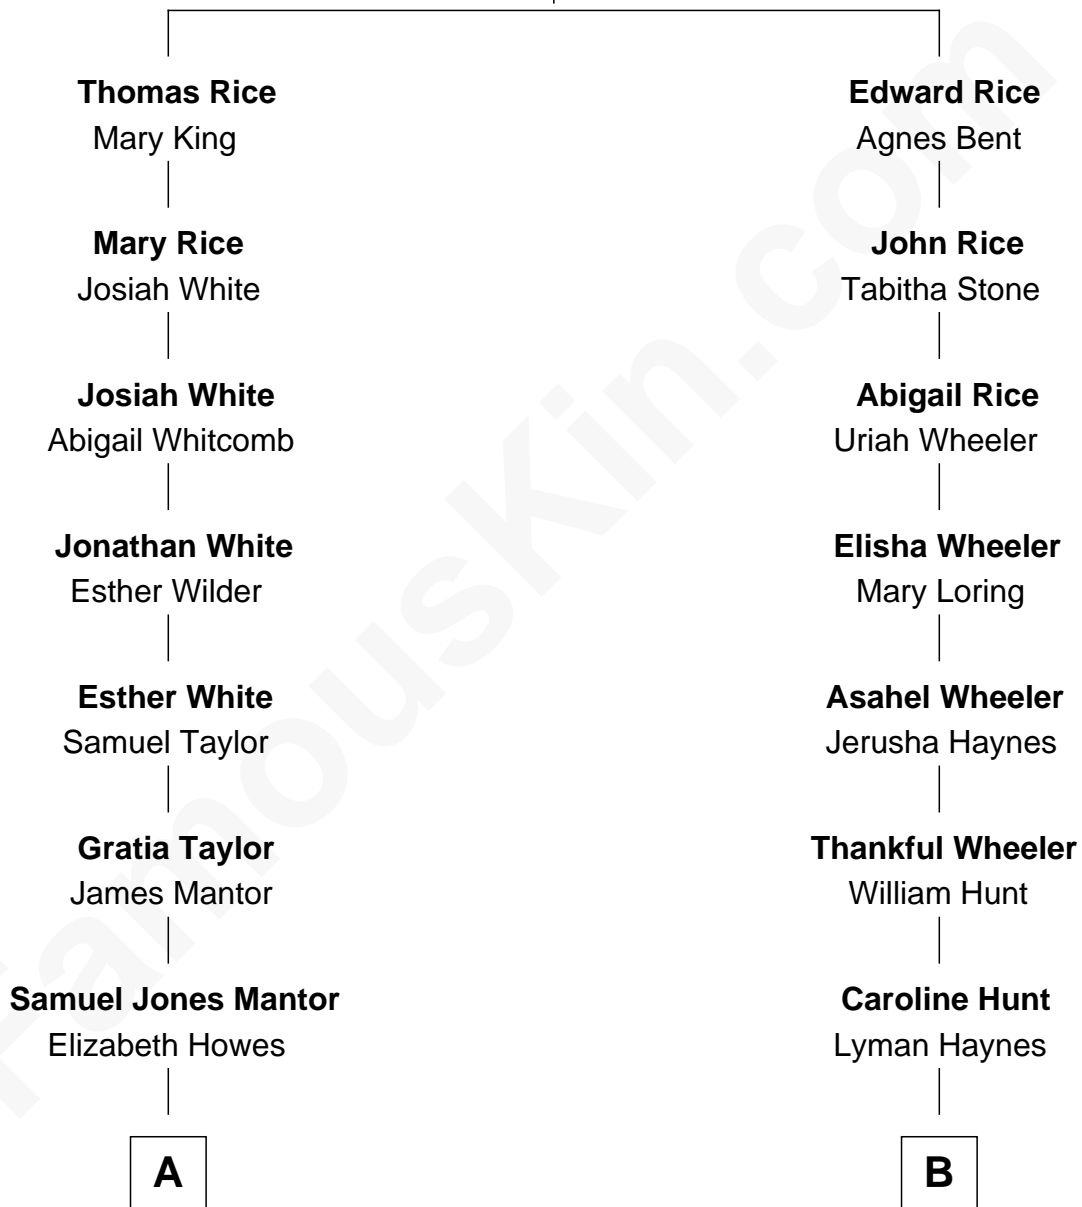 Thomas Rice
Mary King
Mary Rice
Josiah White
Josiah White
Abigail Whitcomb
Jonathan White
Esther Wilder
Esther White
Samuel Taylor
Gratia Taylor
James Mantor
Samuel Jones Mantor
Elizabeth Howes
A
Edward Rice
Agnes Bent
John Rice
Tabitha Stone
Abigail Rice
Uriah Wheeler
Elisha Wheeler
Mary Loring
Asahel Wheeler
Jerusha Haynes
Thankful Wheeler
William Hunt
Caroline Hunt
Lyman Haynes
B
FamousKin.com